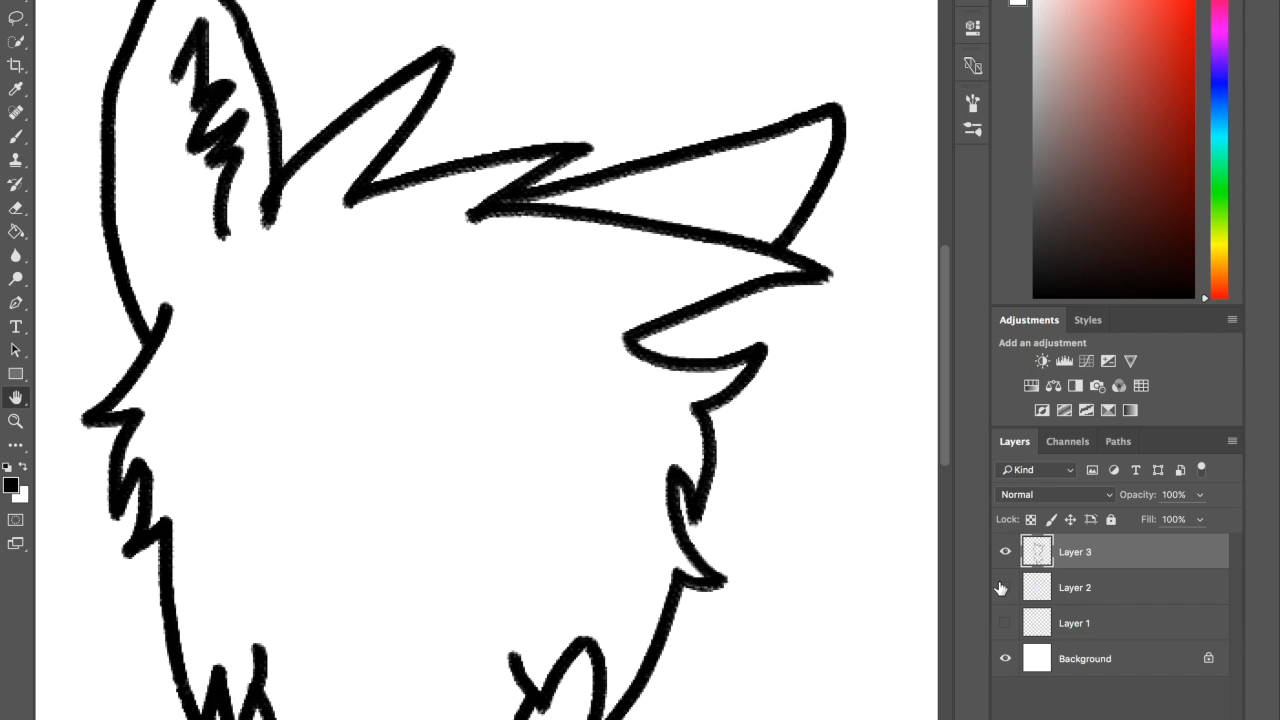 Adjustments Styles
Add an adjustment
Layers Channels Paths
Kind
Normal Opacity: 100%
Lock: Fill: 100%
Layer 3
Layer 2
Layer 1
Background